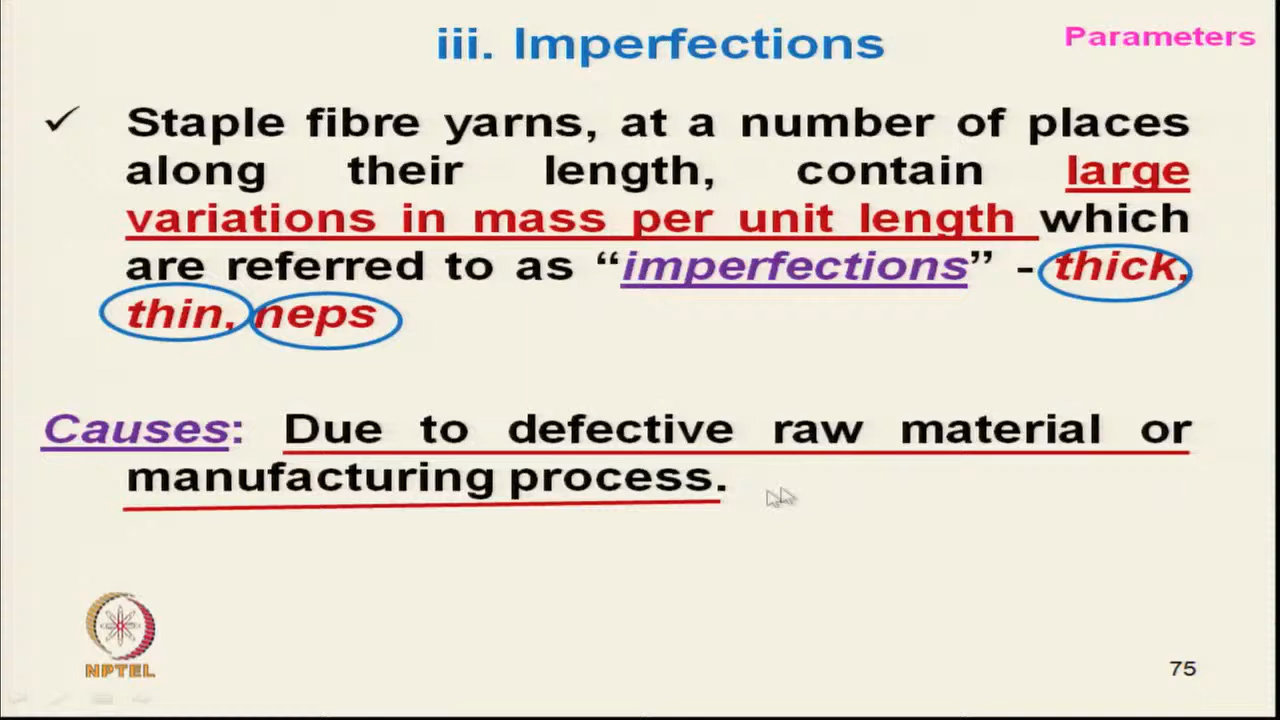 iii. Imperfections
Parameters
✓ Staple fibre yarns, at a number of places
along their length, contain large
variations in mass per unit length which
are referred to as “imperfections” - thick,
thin, neps
Causes: Due to defective raw material or
manufacturing process.
NPTEL
75